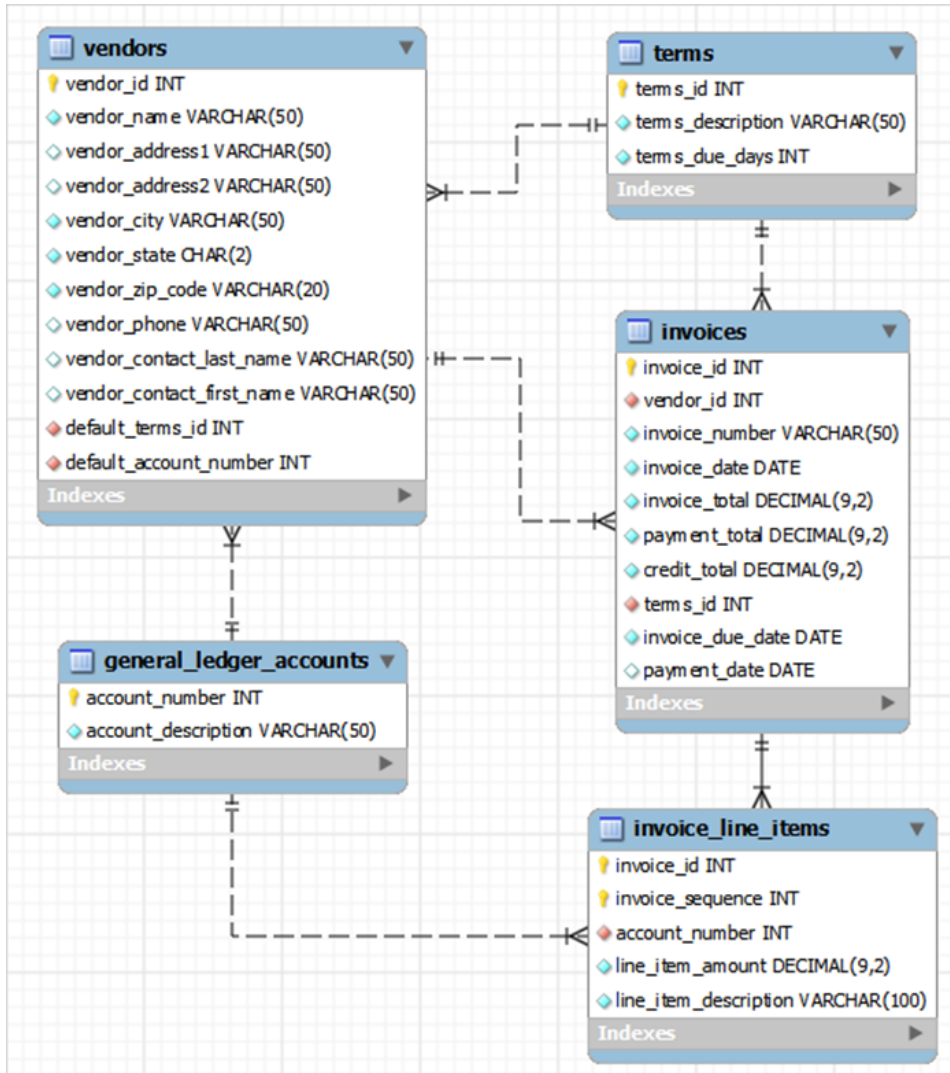 vendors
vendor_id INT
vendor_name VARCHAR(50)
vendor_address1 VARCHAR(50)
vendor_address2 VARCHAR(50)
vendor_city VARCHAR(50)
vendor_state CHAR(2)
vendor_zip_code VARCHAR(20)
vendor_phone VARCHAR(50)
vendor_contact_last_name VARCHAR(50)
vendor_contact_first_name VARCHAR(50)
default_terms_id INT
default_account_number INT
Indexes
terms
terms_id INT
terms_description VARCHAR(50)
terms_due_days INT
Indexes
invoices
invoice_id INT
vendor_id INT
invoice_number VARCHAR(50)
invoice_date DATE
invoice_total DECIMAL(9,2)
payment_total DECIMAL(9,2)
credit_total DECIMAL(9,2)
terms_id INT
invoice_due_date DATE
payment_date DATE
Indexes
general_ledger_accounts
account_number INT
account_description VARCHAR(50)
Indexes
invoice_line_items
invoice_id INT
invoice_sequence INT
account_number INT
line_item_amount DECIMAL(9,2)
line_item_description VARCHAR(100)
Indexes